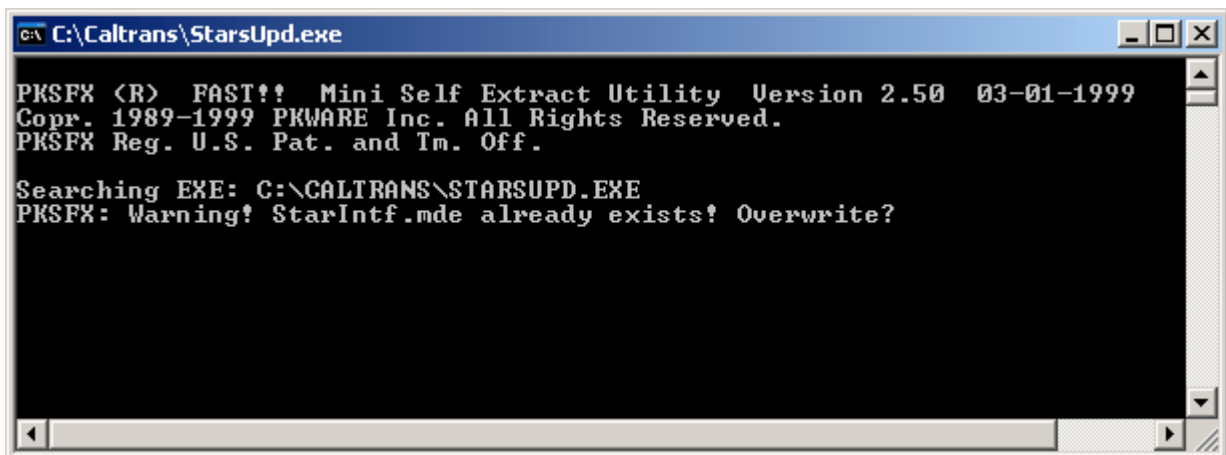 C:\Caltrans\StarsUpd.exe
PKSFX (R)  FAST!!  Mini Self Extract Utility  Version 2.50  03-01-1999
Copr. 1989-1999 PKWARE Inc. All Rights Reserved.
PKSFX Reg. U.S. Pat. and Tm. Off.
Searching EXE: C:\CALTRANS\STARSUPD.EXE
PKSFX: Warning! StarIntf.mde already exists! Overwrite?